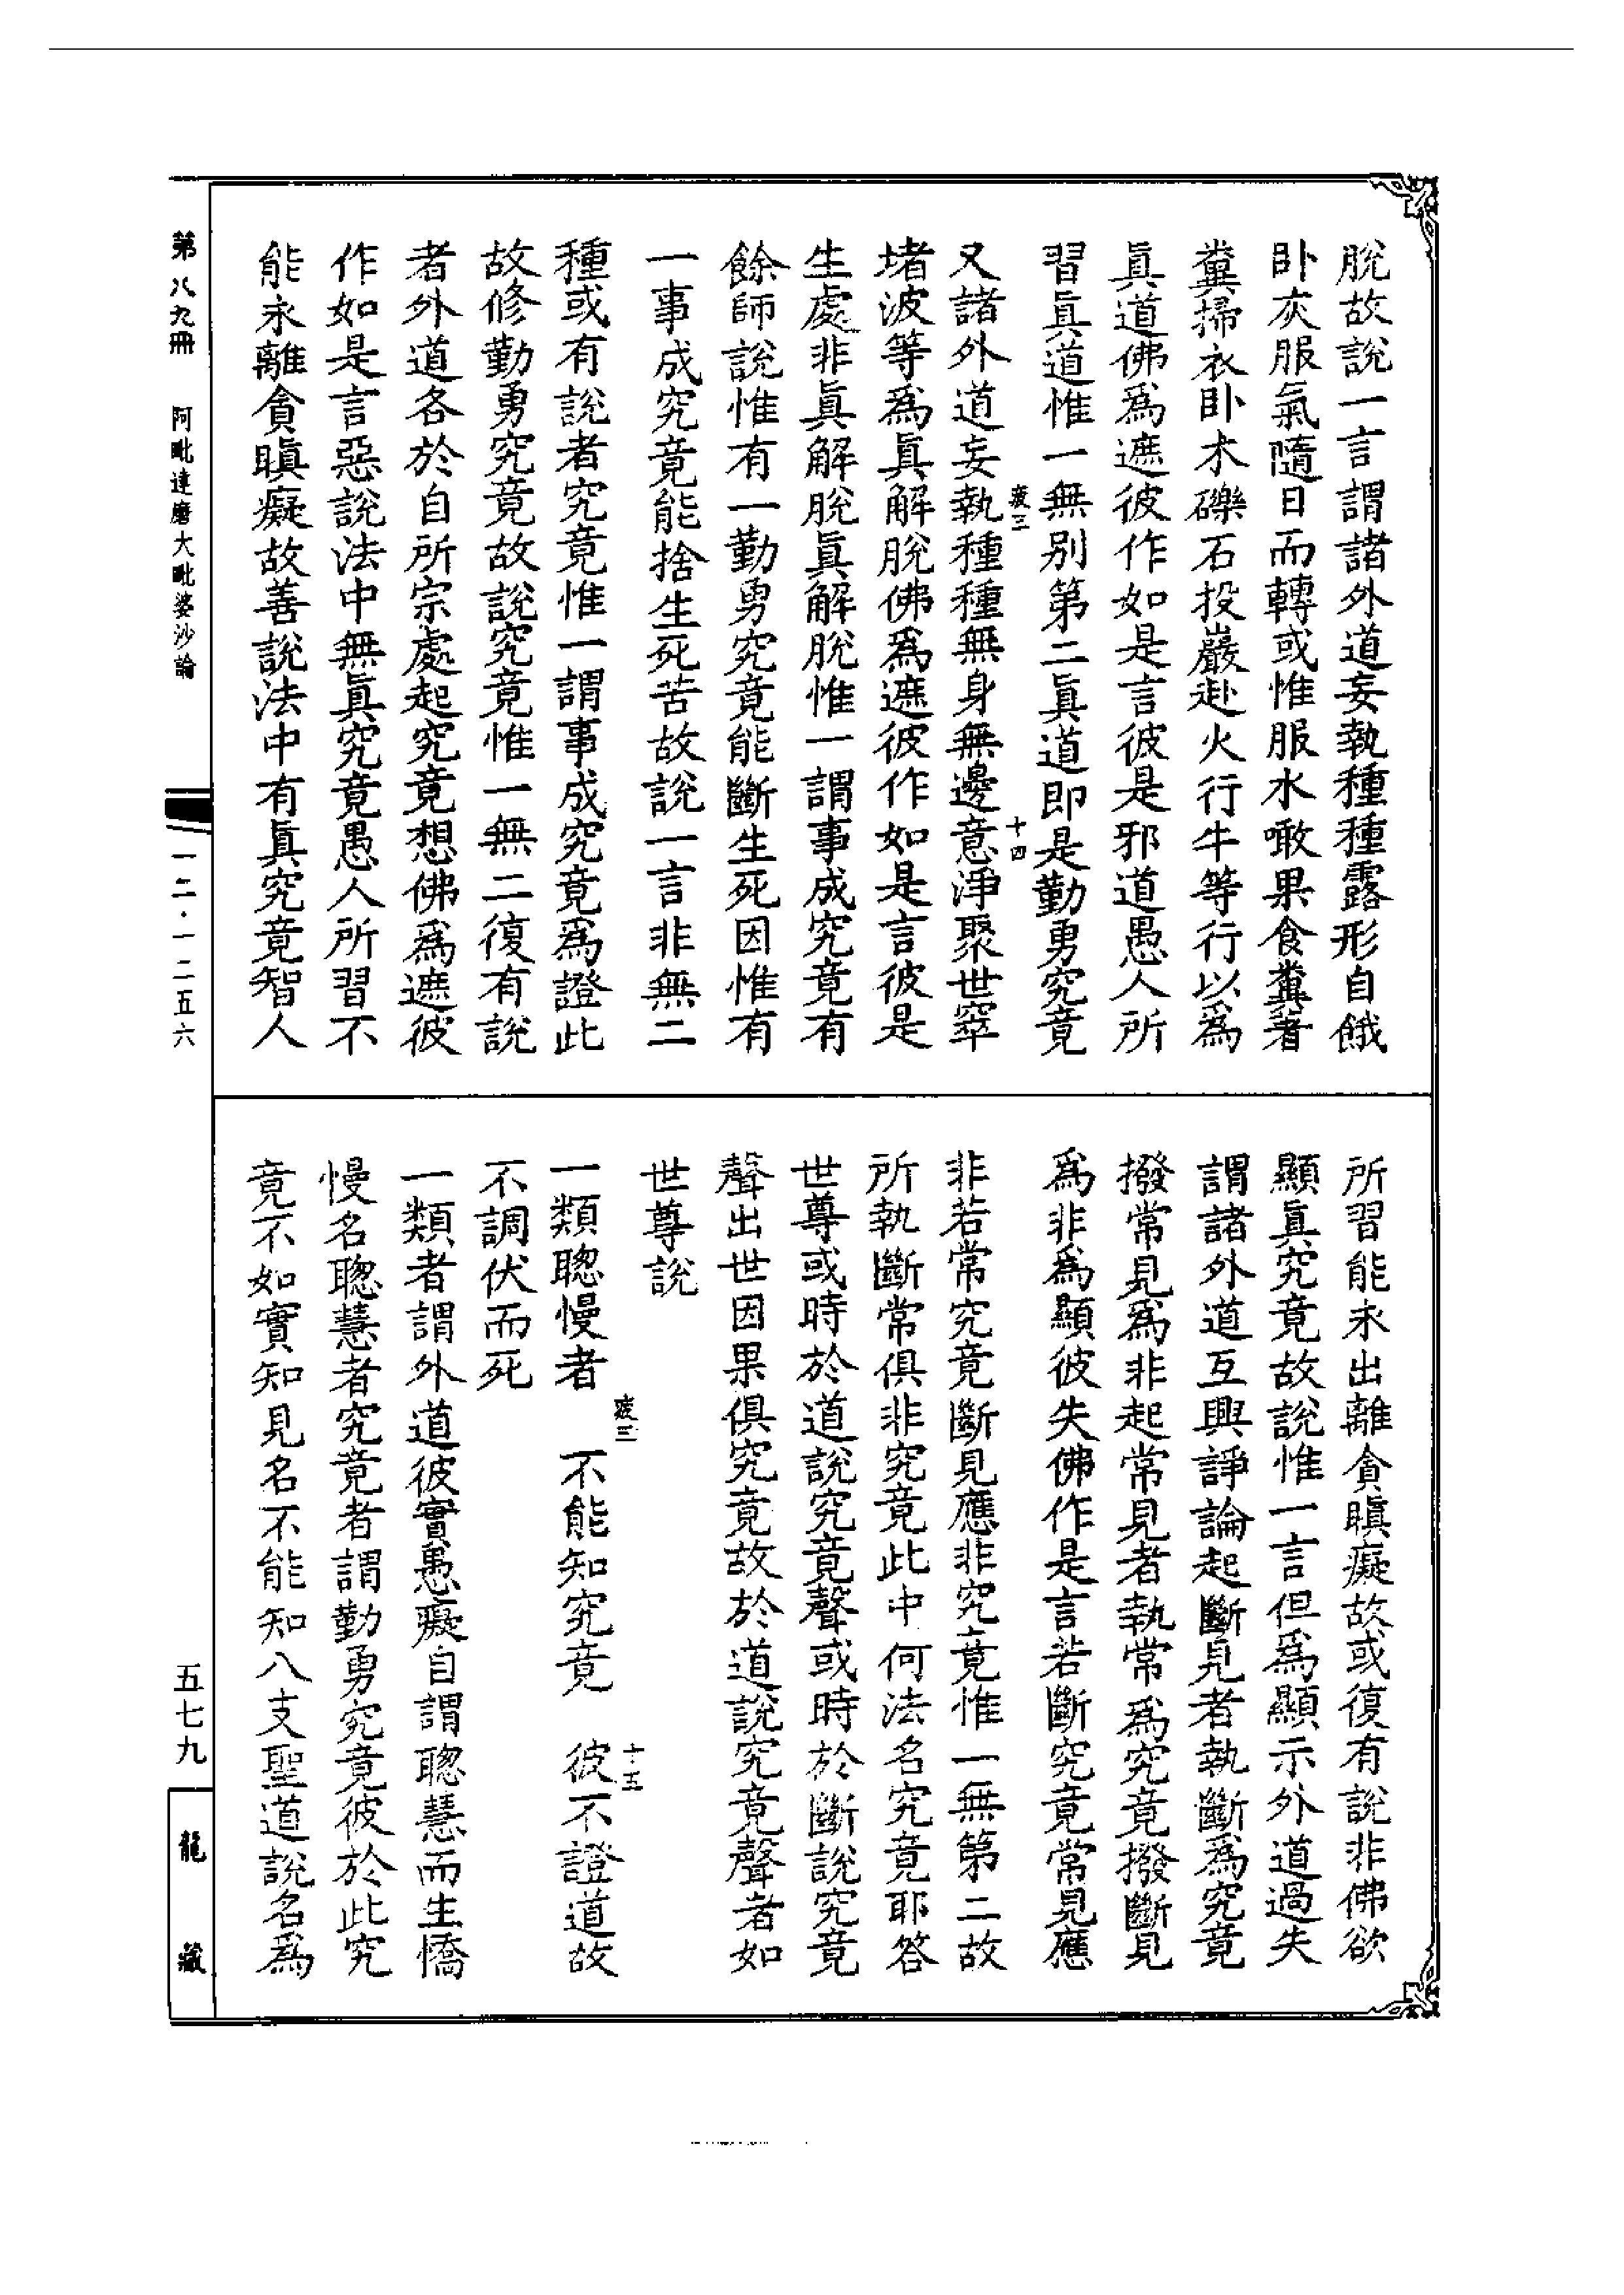 脫故說一言謂諸外道妄執種種露形自餓
卧灰服氣隨日而轉或惟服水噉果食糞著
糞掃衣卧木礫石投巖赴火行牛等行以爲
眞道佛爲遮彼作如是言彼是邪道愚人所
習眞道惟一無别第二眞道即是勤勇究竟
疲三
十四
又諸外道妄執種種無身無邊意淨聚世窣
堵波等爲眞解脫佛爲遮彼作如是言彼是
生處非眞解脫眞解脫惟一謂事成究竟有
餘師說惟有一勤勇究竟能斷生死因惟有
一事成究竟能捨生死苦故說一言非無二
種或有說者究竟惟一謂事成究竟爲證此
故修勤勇究竟故說究竟惟一無二復有說
者外道各於自所宗處起究竟想佛爲遮彼
作如是言惡說法中無眞究竟愚人所習不
能永離貪瞋癡故善說法中有眞究竟智人
所習能永出離貪瞋癡故或復有說非佛欲
顯眞究竟故說惟一言但爲顯示外道過失
謂諸外道互興諍論起斷見者執斷爲究竟
撥常見爲非起常見者執常爲究竟撥斷見
爲非爲顯彼失佛作是言若斷究竟常見應
非若常究竟斷見應非究竟惟一無第二故
所執斷常俱非究竟此中何法名究竟耶答
世尊或時於道說究竟聲或時於斷說究竟
聲出世因果俱究竟故於道說究竟聲者如
世尊說
疲三
十五
一類聰慢者　不能知究竟　彼不證道故
不調伏而死
一類者謂外道彼實愚癡自謂聰慧而生憍
慢名聰慧者究竟者謂勤勇究竟彼於此究
竟不如實知見名不能知八支聖道說名爲
第八九冊　阿毗達磨大毗婆沙論
一二·一二五六
五七九
龍藏